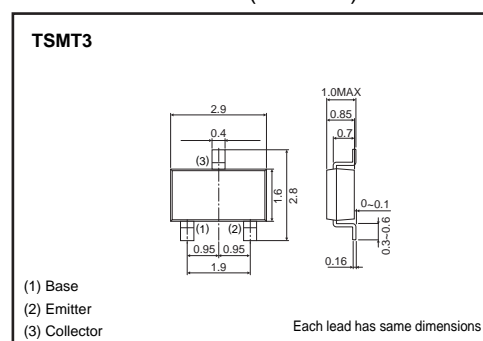 TSMT3
1.0MAX
2.9
0.85
0.4
0.7
(3)
1.6
2.8
0~0.1
(1)
(2)
0.3~0.6
0.95
0.95
0.16
1.9
(1) Base
(2) Emitter
(3) Collector
Each lead has same dimensions